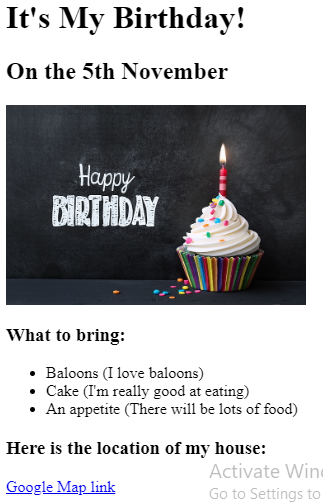 It's My Birthday!
On the 5th November
Happy
BIRTHDAY
What to bring:
Baloons (I love baloons)
Cake (I'm really good at eating)
An appetite (There will be lots of food)
Here is the location of my house:
Google Map link
Activate Win
Go to Settings to